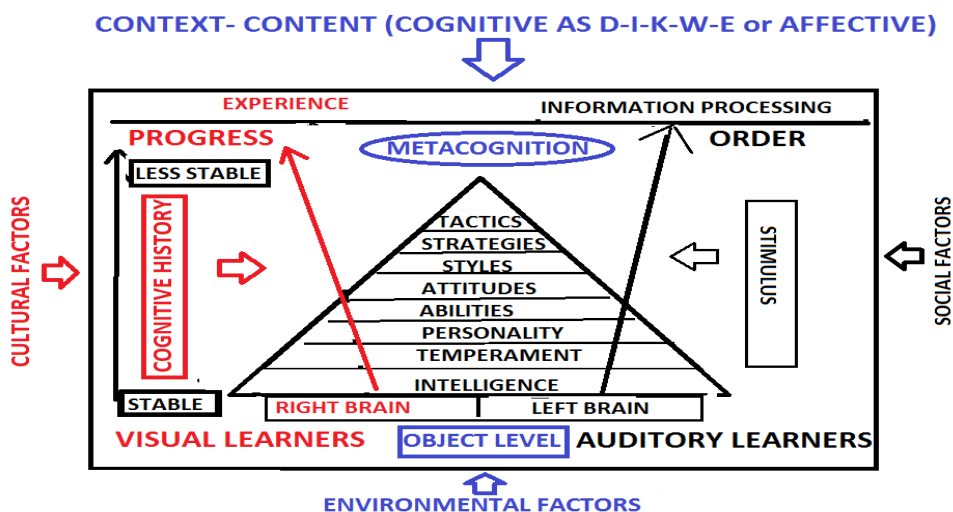 CONTEXT- CONTENT (COGNITIVE AS D-I-K-W-E or AFFECTIVE)
EXPERIENCE
INFORMATION PROCESSING
PROGRESS
METACOGNITION
ORDER
LESS STABLE
CULTURAL FACTORS
COGNITIVE HISTORY
TACTICS
STRATEGIES
STYLES
ATTITUDES
ABILITIES
PERSONALITY
TEMPERAMENT
INTELLIGENCE
STIMULUS
SOCIAL FACTORS
STABLE
RIGHT BRAIN
LEFT BRAIN
VISUAL LEARNERS
OBJECT LEVEL
AUDITORY LEARNERS
ENVIRONMENTAL FACTORS